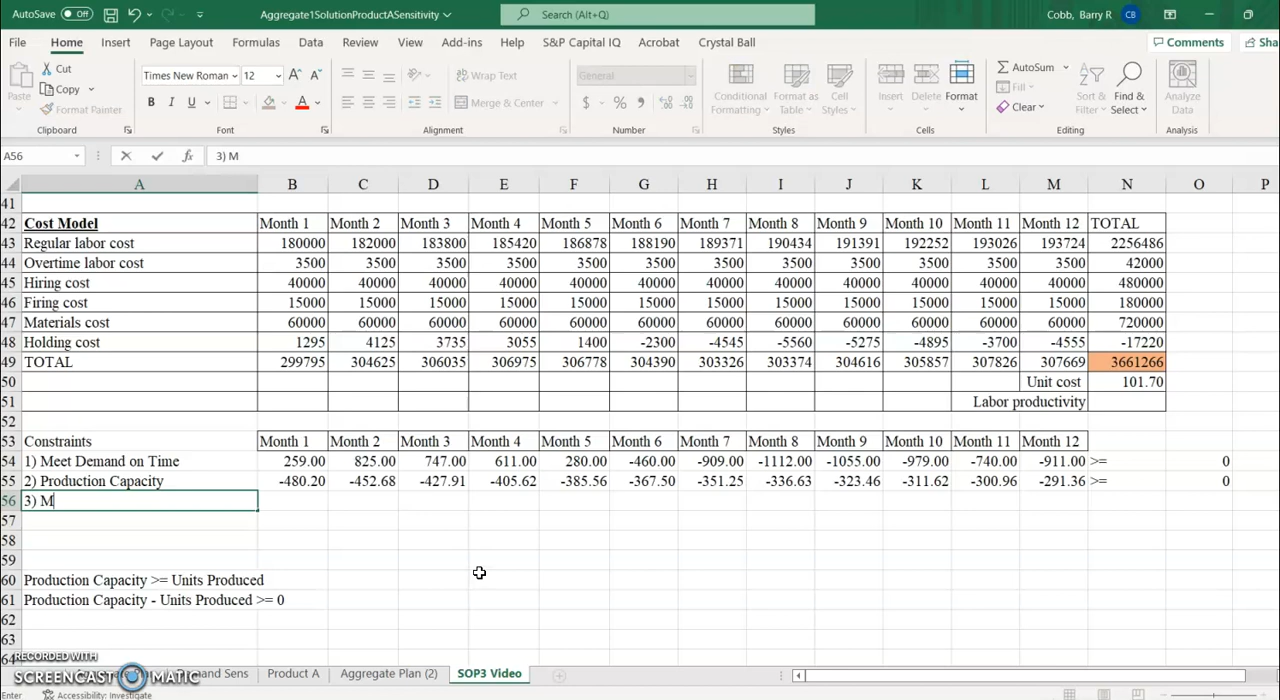 AutoSave Off Aggregate1SolutionProductASensitivity Search (Alt+Q) Cobb, Barry R CB
File Home Insert Page Layout Formulas Data Review View Add-ins Help S&P Capital IQ Acrobat Crystal Ball Comments Sha
Paste Cut Copy Format Painter Times New Roman 12 Wrap Text Merge & Center General Conditional Formatting Format as Table Cell Styles Insert Delete Format AutoSum Fill Clear Sort & Filter Find & Select Analyze Data
Clipboard Font Alignment Number Styles Cells Editing Analysis
A56 3) M
A B C D E F G H I J K L M N O P
41
42 Cost Model Month 1 Month 2 Month 3 Month 4 Month 5 Month 6 Month 7 Month 8 Month 9 Month 10 Month 11 Month 12 TOTAL
43 Regular labor cost 180000 182000 183800 185420 186878 188190 189371 190434 191391 192252 193026 193724 2256486
44 Overtime labor cost 3500 3500 3500 3500 3500 3500 3500 3500 3500 3500 3500 3500 42000
45 Hiring cost 40000 40000 40000 40000 40000 40000 40000 40000 40000 40000 40000 40000 480000
46 Firing cost 15000 15000 15000 15000 15000 15000 15000 15000 15000 15000 15000 15000 180000
47 Materials cost 60000 60000 60000 60000 60000 60000 60000 60000 60000 60000 60000 60000 720000
48 Holding cost 1295 4125 3735 3055 1400 -2300 -4545 -5560 -5275 -4895 -3700 -4555 -17220
49 TOTAL 299795 304625 306035 306975 306778 304390 303326 303374 304616 305857 307826 307669 3661266
50 Unit cost 101.70
51 Labor productivity
52
53 Constraints Month 1 Month 2 Month 3 Month 4 Month 5 Month 6 Month 7 Month 8 Month 9 Month 10 Month 11 Month 12
54 1) Meet Demand on Time 259.00 825.00 747.00 611.00 280.00 -460.00 -909.00 -1112.00 -1055.00 -979.00 -740.00 -911.00 >= 0
55 2) Production Capacity -480.20 -452.68 -427.91 -405.62 -385.56 -367.50 -351.25 -336.63 -323.46 -311.62 -300.96 -291.36 >= 0
56 3) M
57
58
59
60 Production Capacity >= Units Produced
61 Production Capacity - Units Produced >= 0
62
63
64
RECORDED WITH
SCREENCAST MATIC
Sens Product A Aggregate Plan (2) SOP3 Video
Enter Accessibility: Investigate